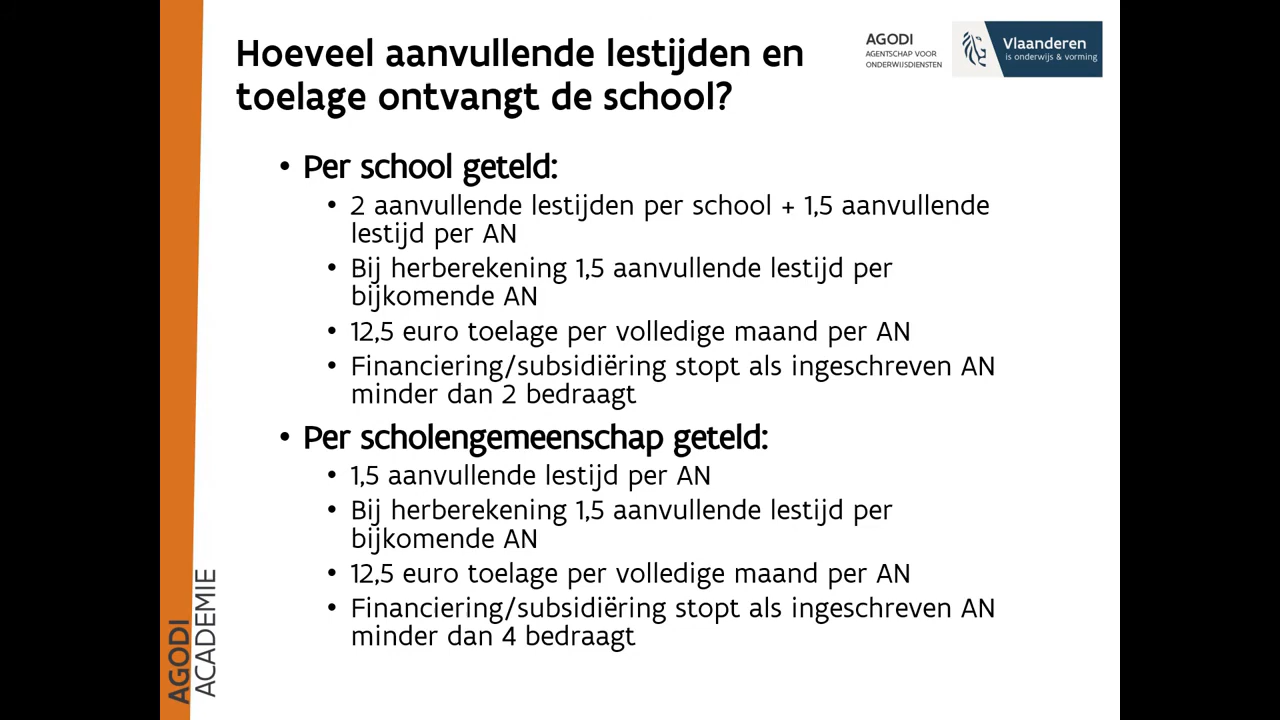 Hoeveel aanvullende lestijden en
toelage ontvangt de school?
AGODI
AGENTSCHAP VOOR
ONDERWIJSDIENSTEN
Vlaanderen
is onderwijs & vorming
• Per school geteld:
• 2 aanvullende lestijden per school + 1,5 aanvullende
lestijd per AN
• Bij herberekening 1,5 aanvullende lestijd per
bijkomende AN
• 12,5 euro toelage per volledige maand per AN
• Financiering/subsidiëring stopt als ingeschreven AN
minder dan 2 bedraagt
• Per scholengemeenschap geteld:
• 1,5 aanvullende lestijd per AN
• Bij herberekening 1,5 aanvullende lestijd per
bijkomende AN
• 12,5 euro toelage per volledige maand per AN
• Financiering/subsidiëring stopt als ingeschreven AN
minder dan 4 bedraagt
AGODI
ACADEMIE